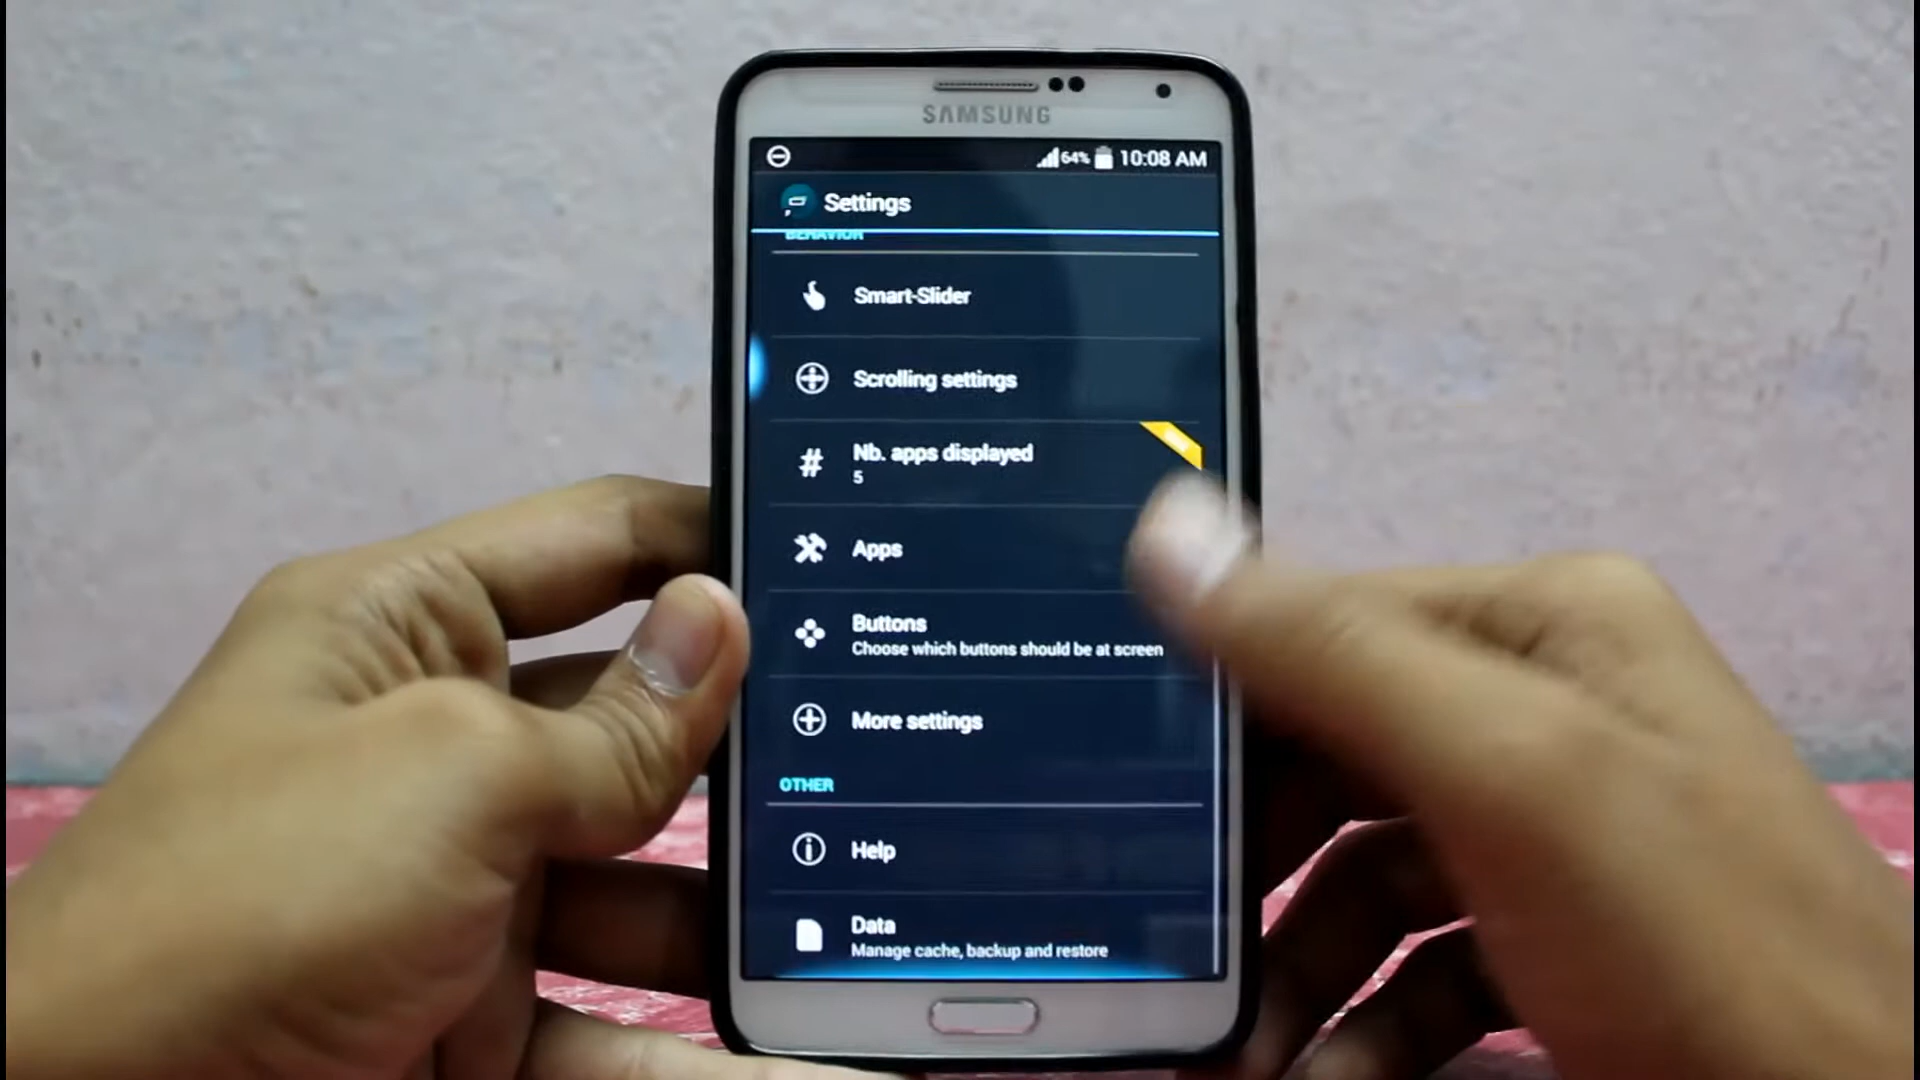 SAMSUNG
64% 10:08 AM
Settings
BEHAVIOR
Smart-Slider
Scrolling settings
Nb. apps displayed
5
Apps
Buttons
Choose which buttons should be at screen
More settings
OTHER
Help
Data
Manage cache, backup and restore